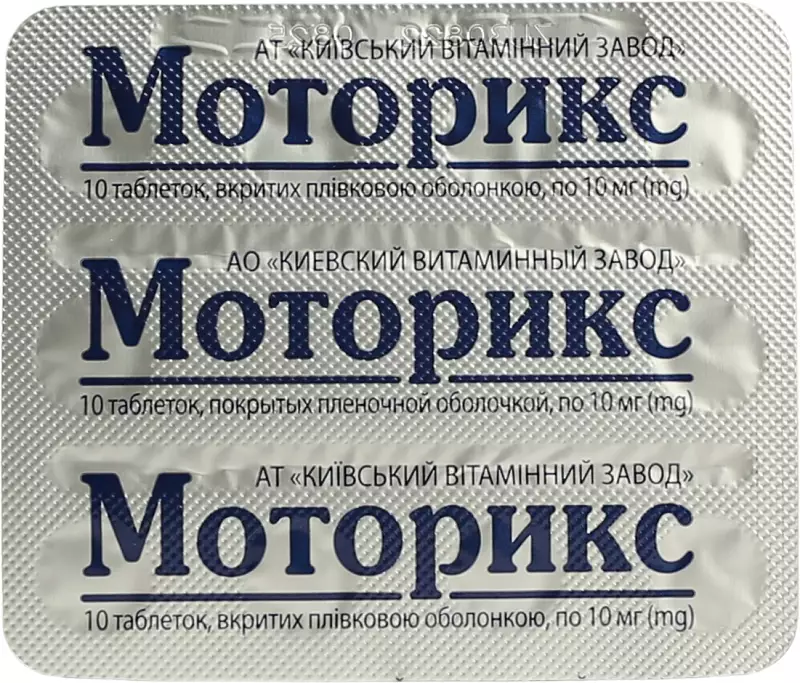 АТ «КИЇВСЬКИЙ ВІТАМІННИЙ ЗАВОД»
Моторикс
10 таблеток, вкритих плівковою оболонкою, по 10 мг (mg)
АО «КИЕВСКИЙ ВИТАМИННЫЙ ЗАВОД»
Моторикс
10 таблеток, покрытых пленочной оболочкой, по 10 мг (mg)
АТ «КИЇВСЬКИЙ ВІТАМІННИЙ ЗАВОД»
Моторикс
10 таблеток, вкритих плівковою оболонкою, по 10 мг (mg)